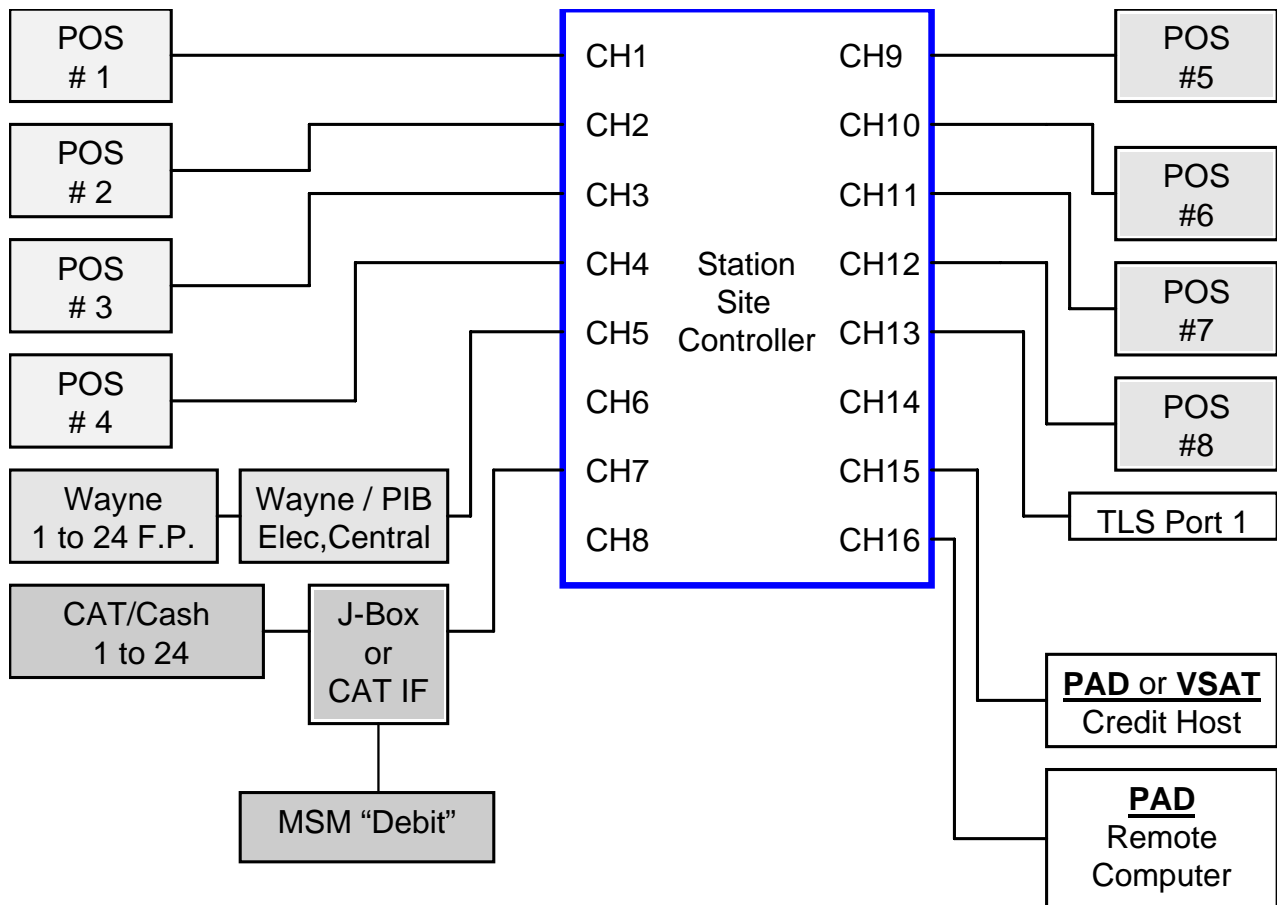 POS
# 1
POS
# 2
POS
# 3
POS
# 4
Wayne
1 to 24 F.P.
Wayne / PIB
Elec,Central
CAT/Cash
1 to 24
J-Box
or
CAT IF
MSM “Debit”
CH1
CH2
CH3
CH4
CH5
CH6
CH7
CH8
Station
Site
Controller
CH9
CH10
CH11
CH12
CH13
CH14
CH15
CH16
POS
#5
POS
#6
POS
#7
POS
#8
TLS Port 1
PAD or VSAT
Credit Host
PAD
Remote
Computer